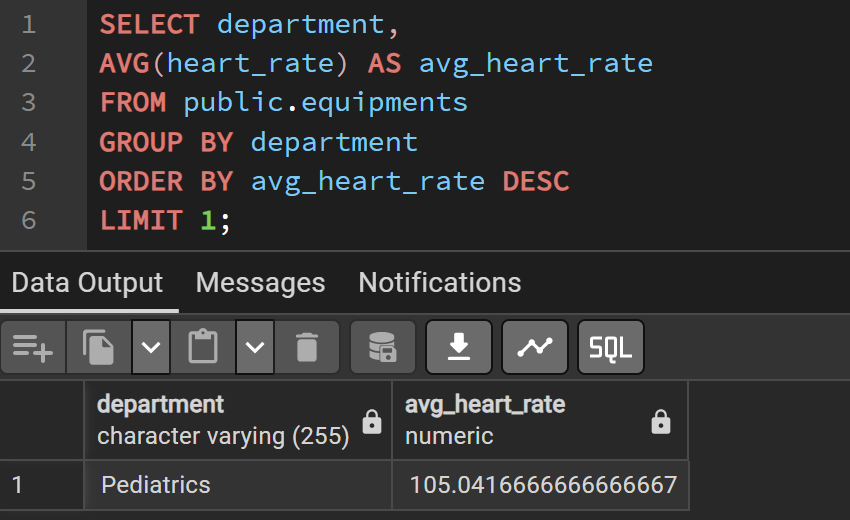 1 SELECT department,
2 AVG(heart_rate) AS avg_heart_rate
3 FROM public.equipments
4 GROUP BY department
5 ORDER BY avg_heart_rate DESC
6 LIMIT 1;
Data Output Messages Notifications
SQL
department avg_heart_rate
character varying (255) numeric
1 Pediatrics 105.0416666666666667